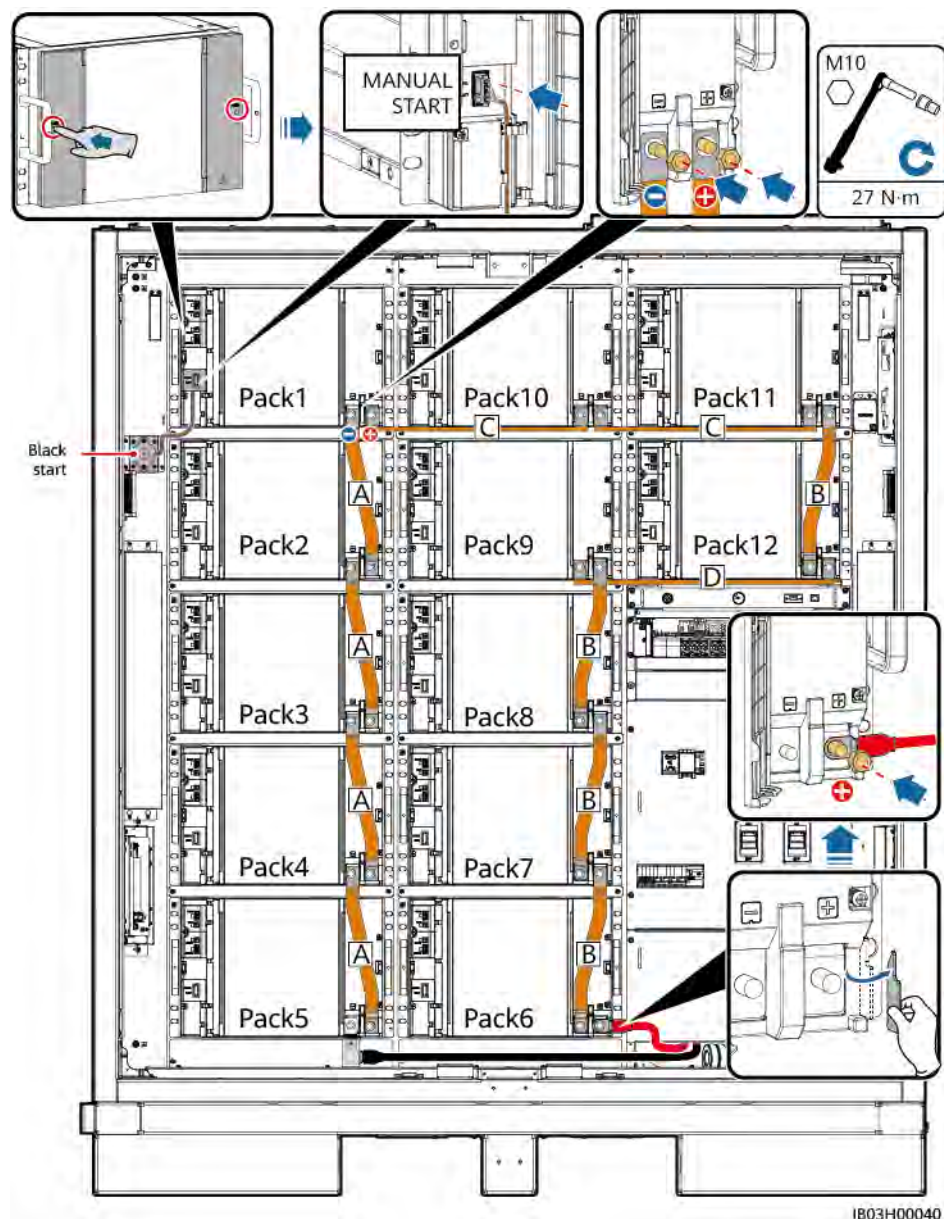 MANUAL
START
M10
27 N·m
Pack1
Pack10
Pack11
C
C
Black
start
A
B
Pack2
Pack9
Pack12
D
A
B
Pack3
Pack8
A
B
Pack4
Pack7
A
B
Pack5
Pack6
IB03H00040